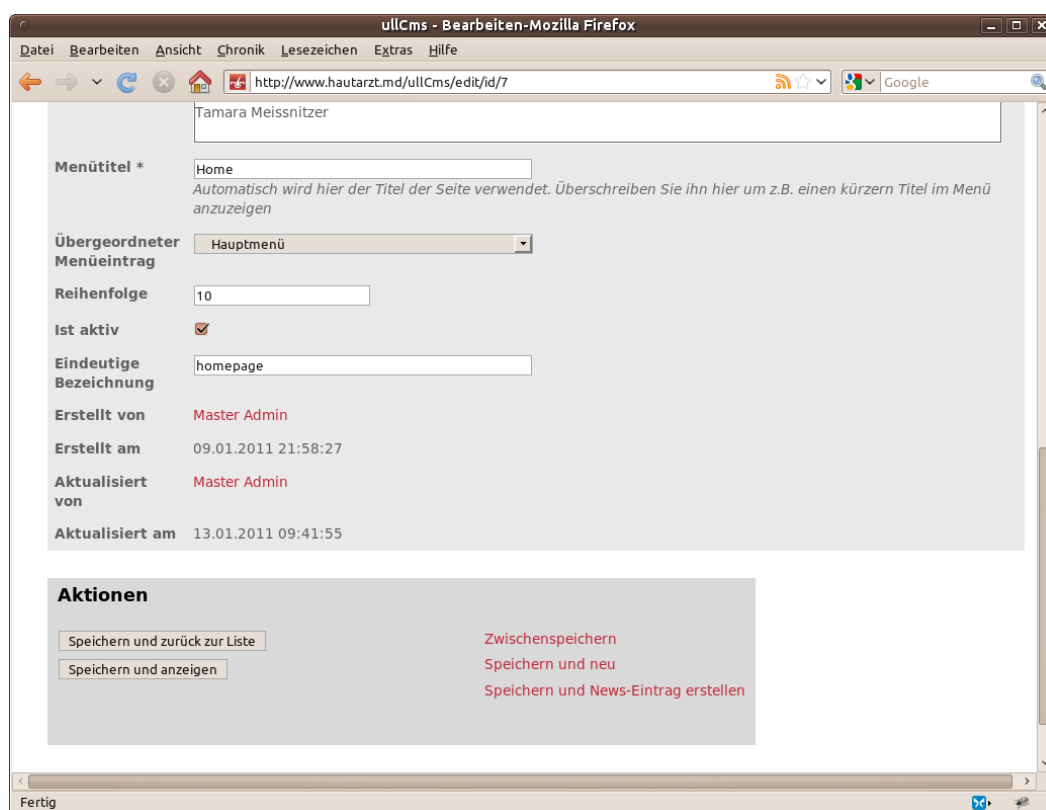 ullCms - Bearbeiten-Mozilla Firefox
Datei Bearbeiten Ansicht Chronik Lesezeichen Extras Hilfe
http://www.hautarzt.md/ullCms/edit/id/7 Google
Tamara Meissnitzer
Menütitel * Home
Automatisch wird hier der Titel der Seite verwendet. Überschreiben Sie ihn hier um z.B. einen kürzern Titel im Menü
anzuzeigen
Übergeordneter
Menüeintrag
Hauptmenü
Reihenfolge 10
Ist aktiv
Eindeutige
Bezeichnung
homepage
Erstellt von Master Admin
Erstellt am 09.01.2011 21:58:27
Aktualisiert
von
Master Admin
Aktualisiert am 13.01.2011 09:41:55
Aktionen
Speichern und zurück zur Liste
Speichern und anzeigen
Zwischenspeichern
Speichern und neu
Speichern und News-Eintrag erstellen
Fertig